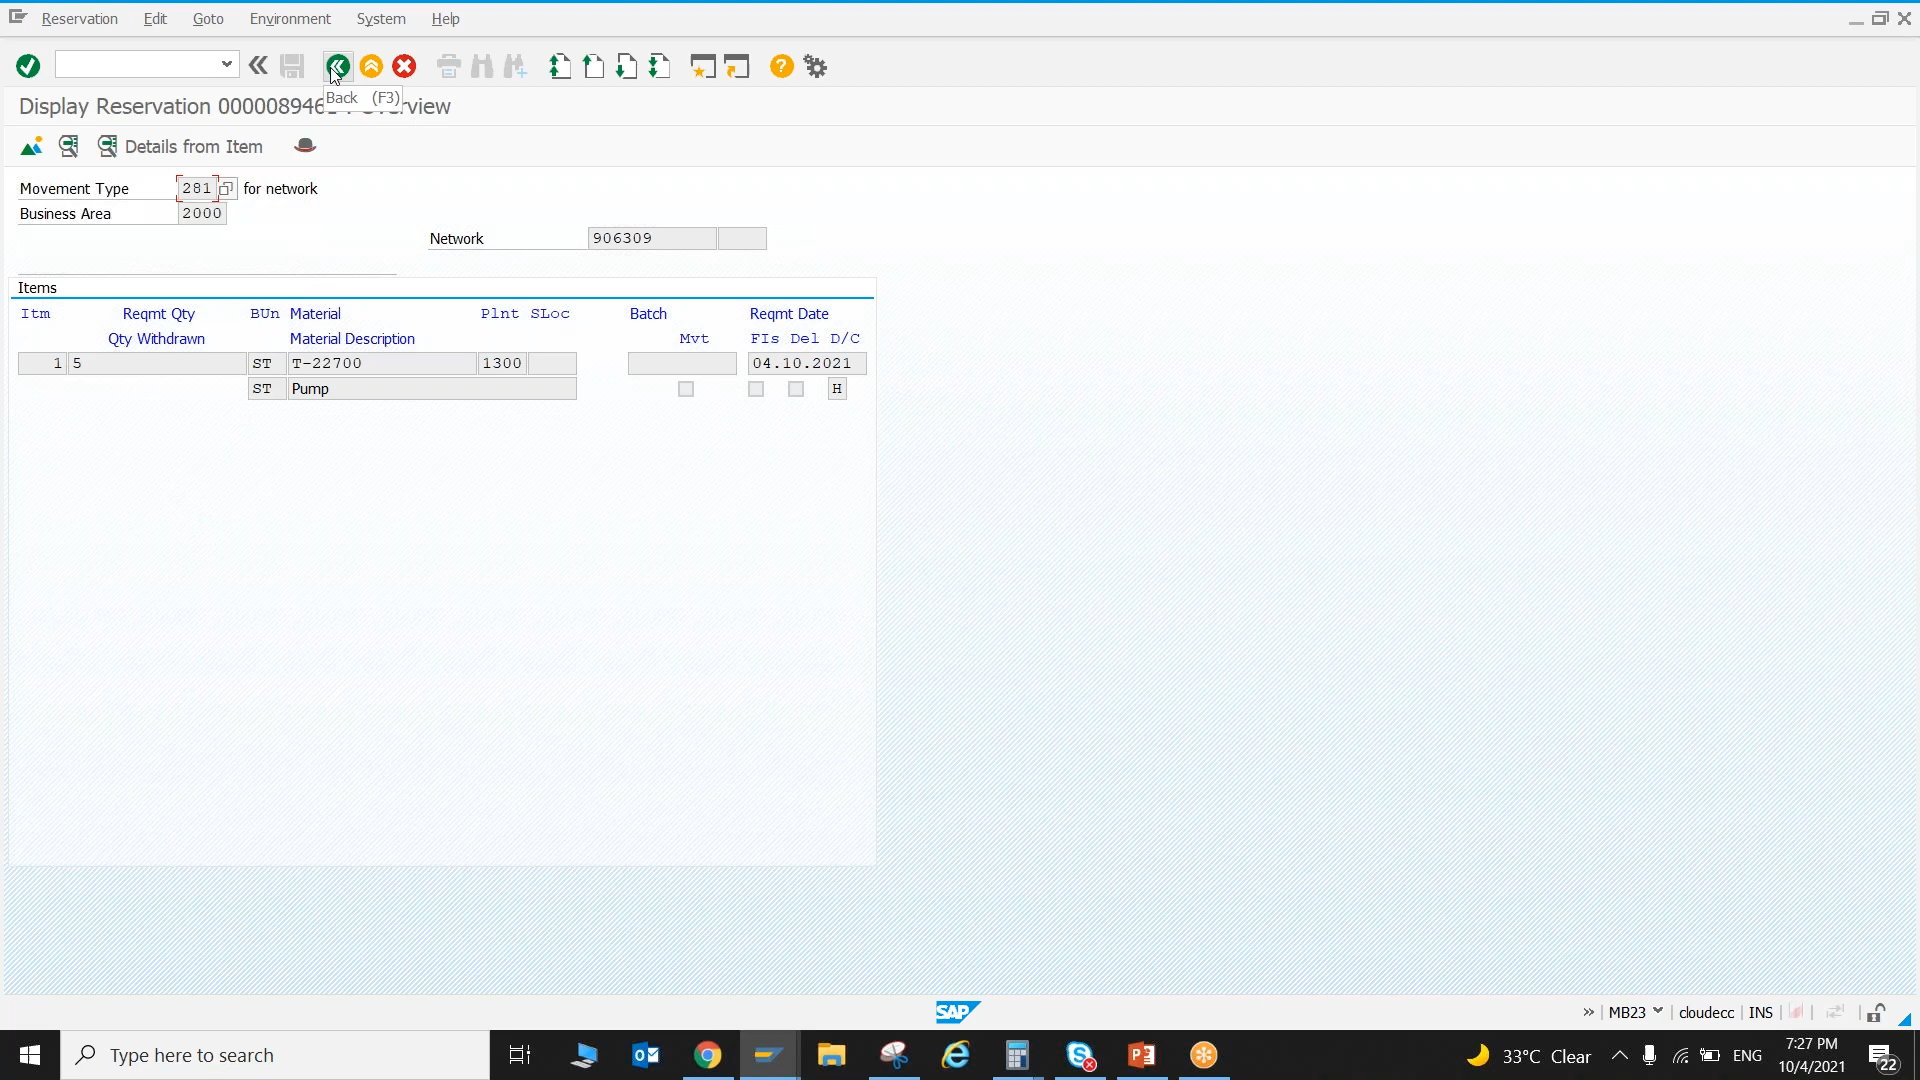 Reservation Edit Goto Environment System Help
Back (F3)
Display Reservation 0000089461 : Overview
Details from Item
Movement Type 281 for network
Business Area 2000
Network 906309
Items
Itm Reqmt Qty BUn Material Plnt SLoc Batch Reqmt Date
Qty Withdrawn Material Description Mvt FIs Del D/C
1 5 ST T-22700 1300 04.10.2021
ST Pump H
SAP
MB23 cloudecc INS
Type here to search
33°C Clear
ENG
7:27 PM
10/4/2021
22